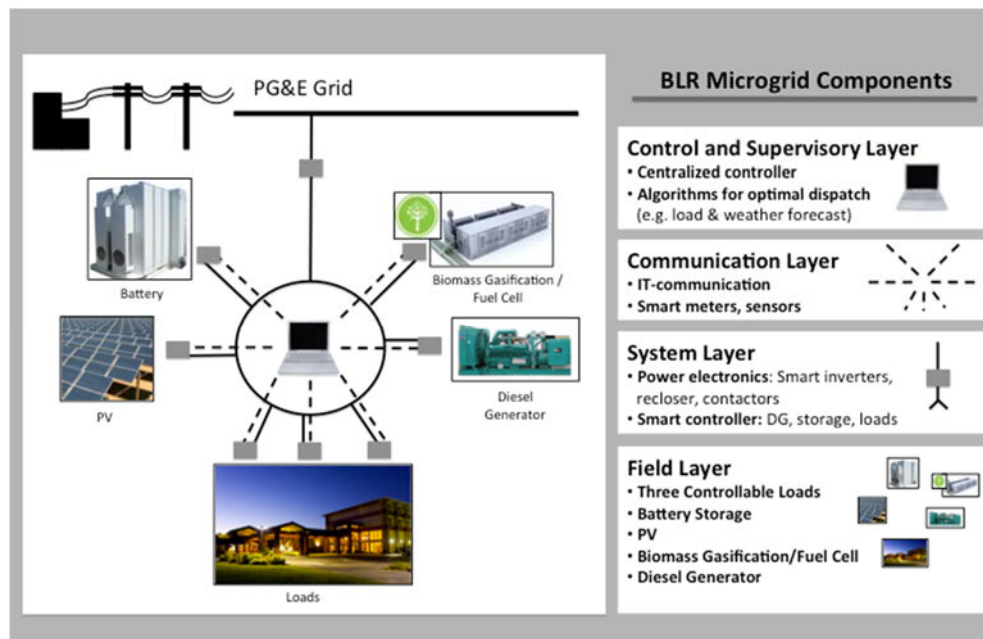 PG&E Grid
Battery
Biomass Gasification /
Fuel Cell
PV
Diesel
Generator
Loads
BLR Microgrid Components
Control and Supervisory Layer
• Centralized controller
• Algorithms for optimal dispatch
(e.g. load & weather forecast)
Communication Layer
• IT-communication
• Smart meters, sensors
System Layer
• Power electronics: Smart inverters,
recloser, contactors
• Smart controller: DG, storage, loads
Field Layer
• Three Controllable Loads
• Battery Storage
• PV
• Biomass Gasification/Fuel Cell
• Diesel Generator